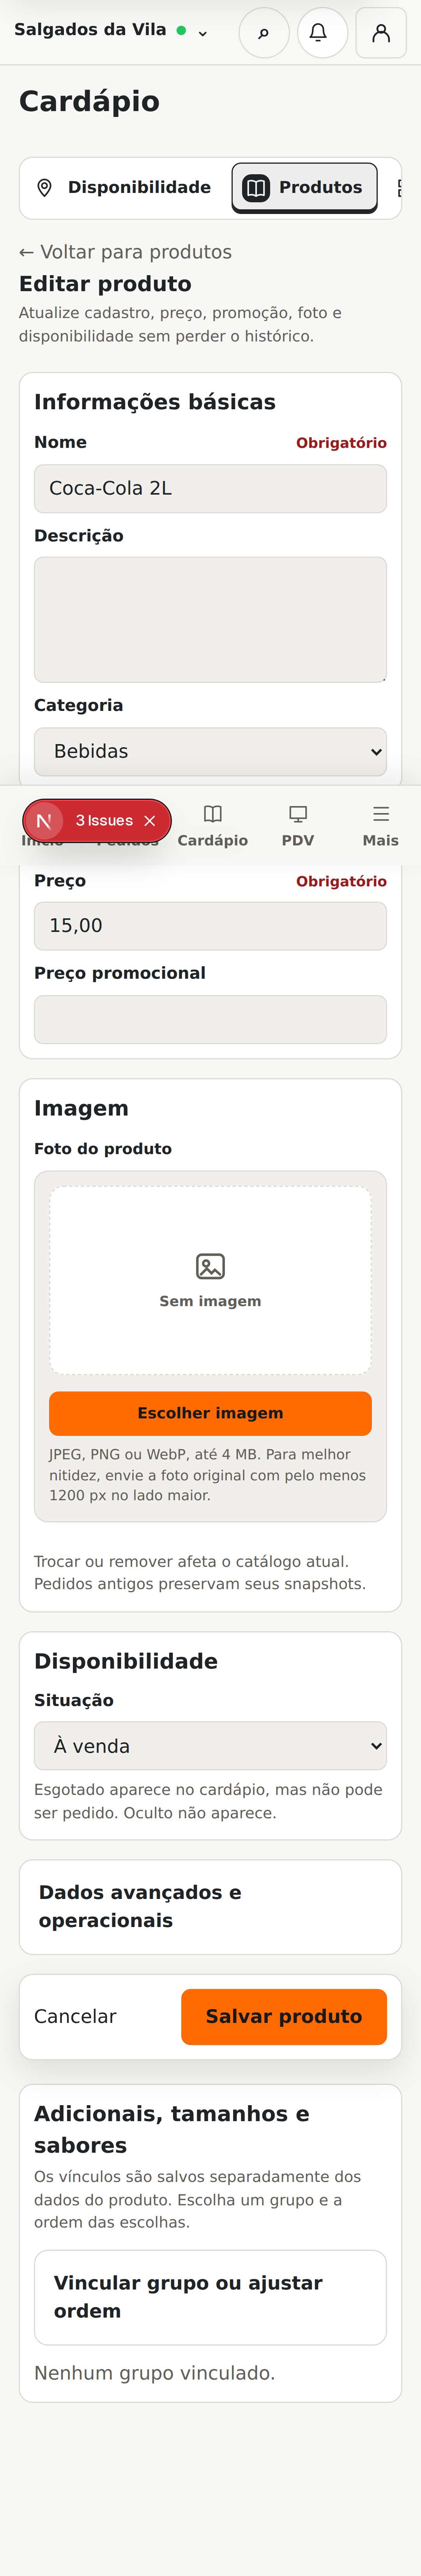 Salgados da Vila
Cardápio
Disponibilidade
Produtos
← Voltar para produtos
Editar produto
Atualize cadastro, preço, promoção, foto e
disponibilidade sem perder o histórico.
Informações básicas
Nome
Obrigatório
Coca-Cola 2L
Descrição
Categoria
Bebidas
N
3 Issues
Início
Pedidos
Cardápio
PDV
Mais
Preço
Obrigatório
15,00
Preço promocional
Imagem
Foto do produto
Sem imagem
Escolher imagem
JPEG, PNG ou WebP, até 4 MB. Para melhor
nitidez, envie a foto original com pelo menos
1200 px no lado maior.
Trocar ou remover afeta o catálogo atual.
Pedidos antigos preservam seus snapshots.
Disponibilidade
Situação
À venda
Esgotado aparece no cardápio, mas não pode
ser pedido. Oculto não aparece.
Dados avançados e
operacionais
Cancelar
Salvar produto
Adicionais, tamanhos e
sabores
Os vínculos são salvos separadamente dos
dados do produto. Escolha um grupo e a
ordem das escolhas.
Vincular grupo ou ajustar
ordem
Nenhum grupo vinculado.